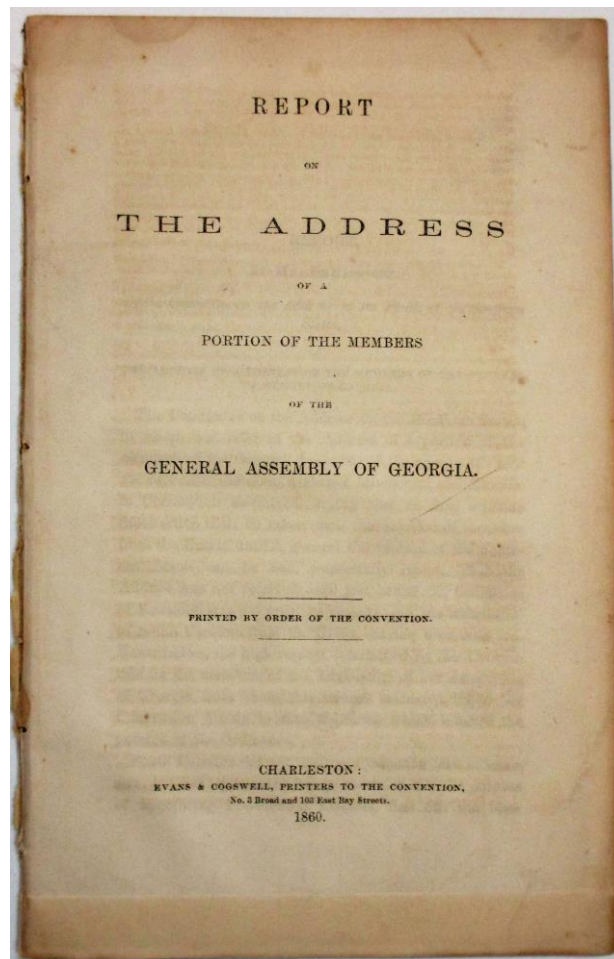 REPORT
ON
THE ADDRESS
OF A
PORTION OF THE MEMBERS
OF THE
GENERAL ASSEMBLY OF GEORGIA.
PRINTED BY ORDER OF THE CONVENTION.
CHARLESTON:
EVANS & COGSWELL, PRINTERS TO THE CONVENTION,
No. 3 Broad and 103 East Bay Streets.
1860.